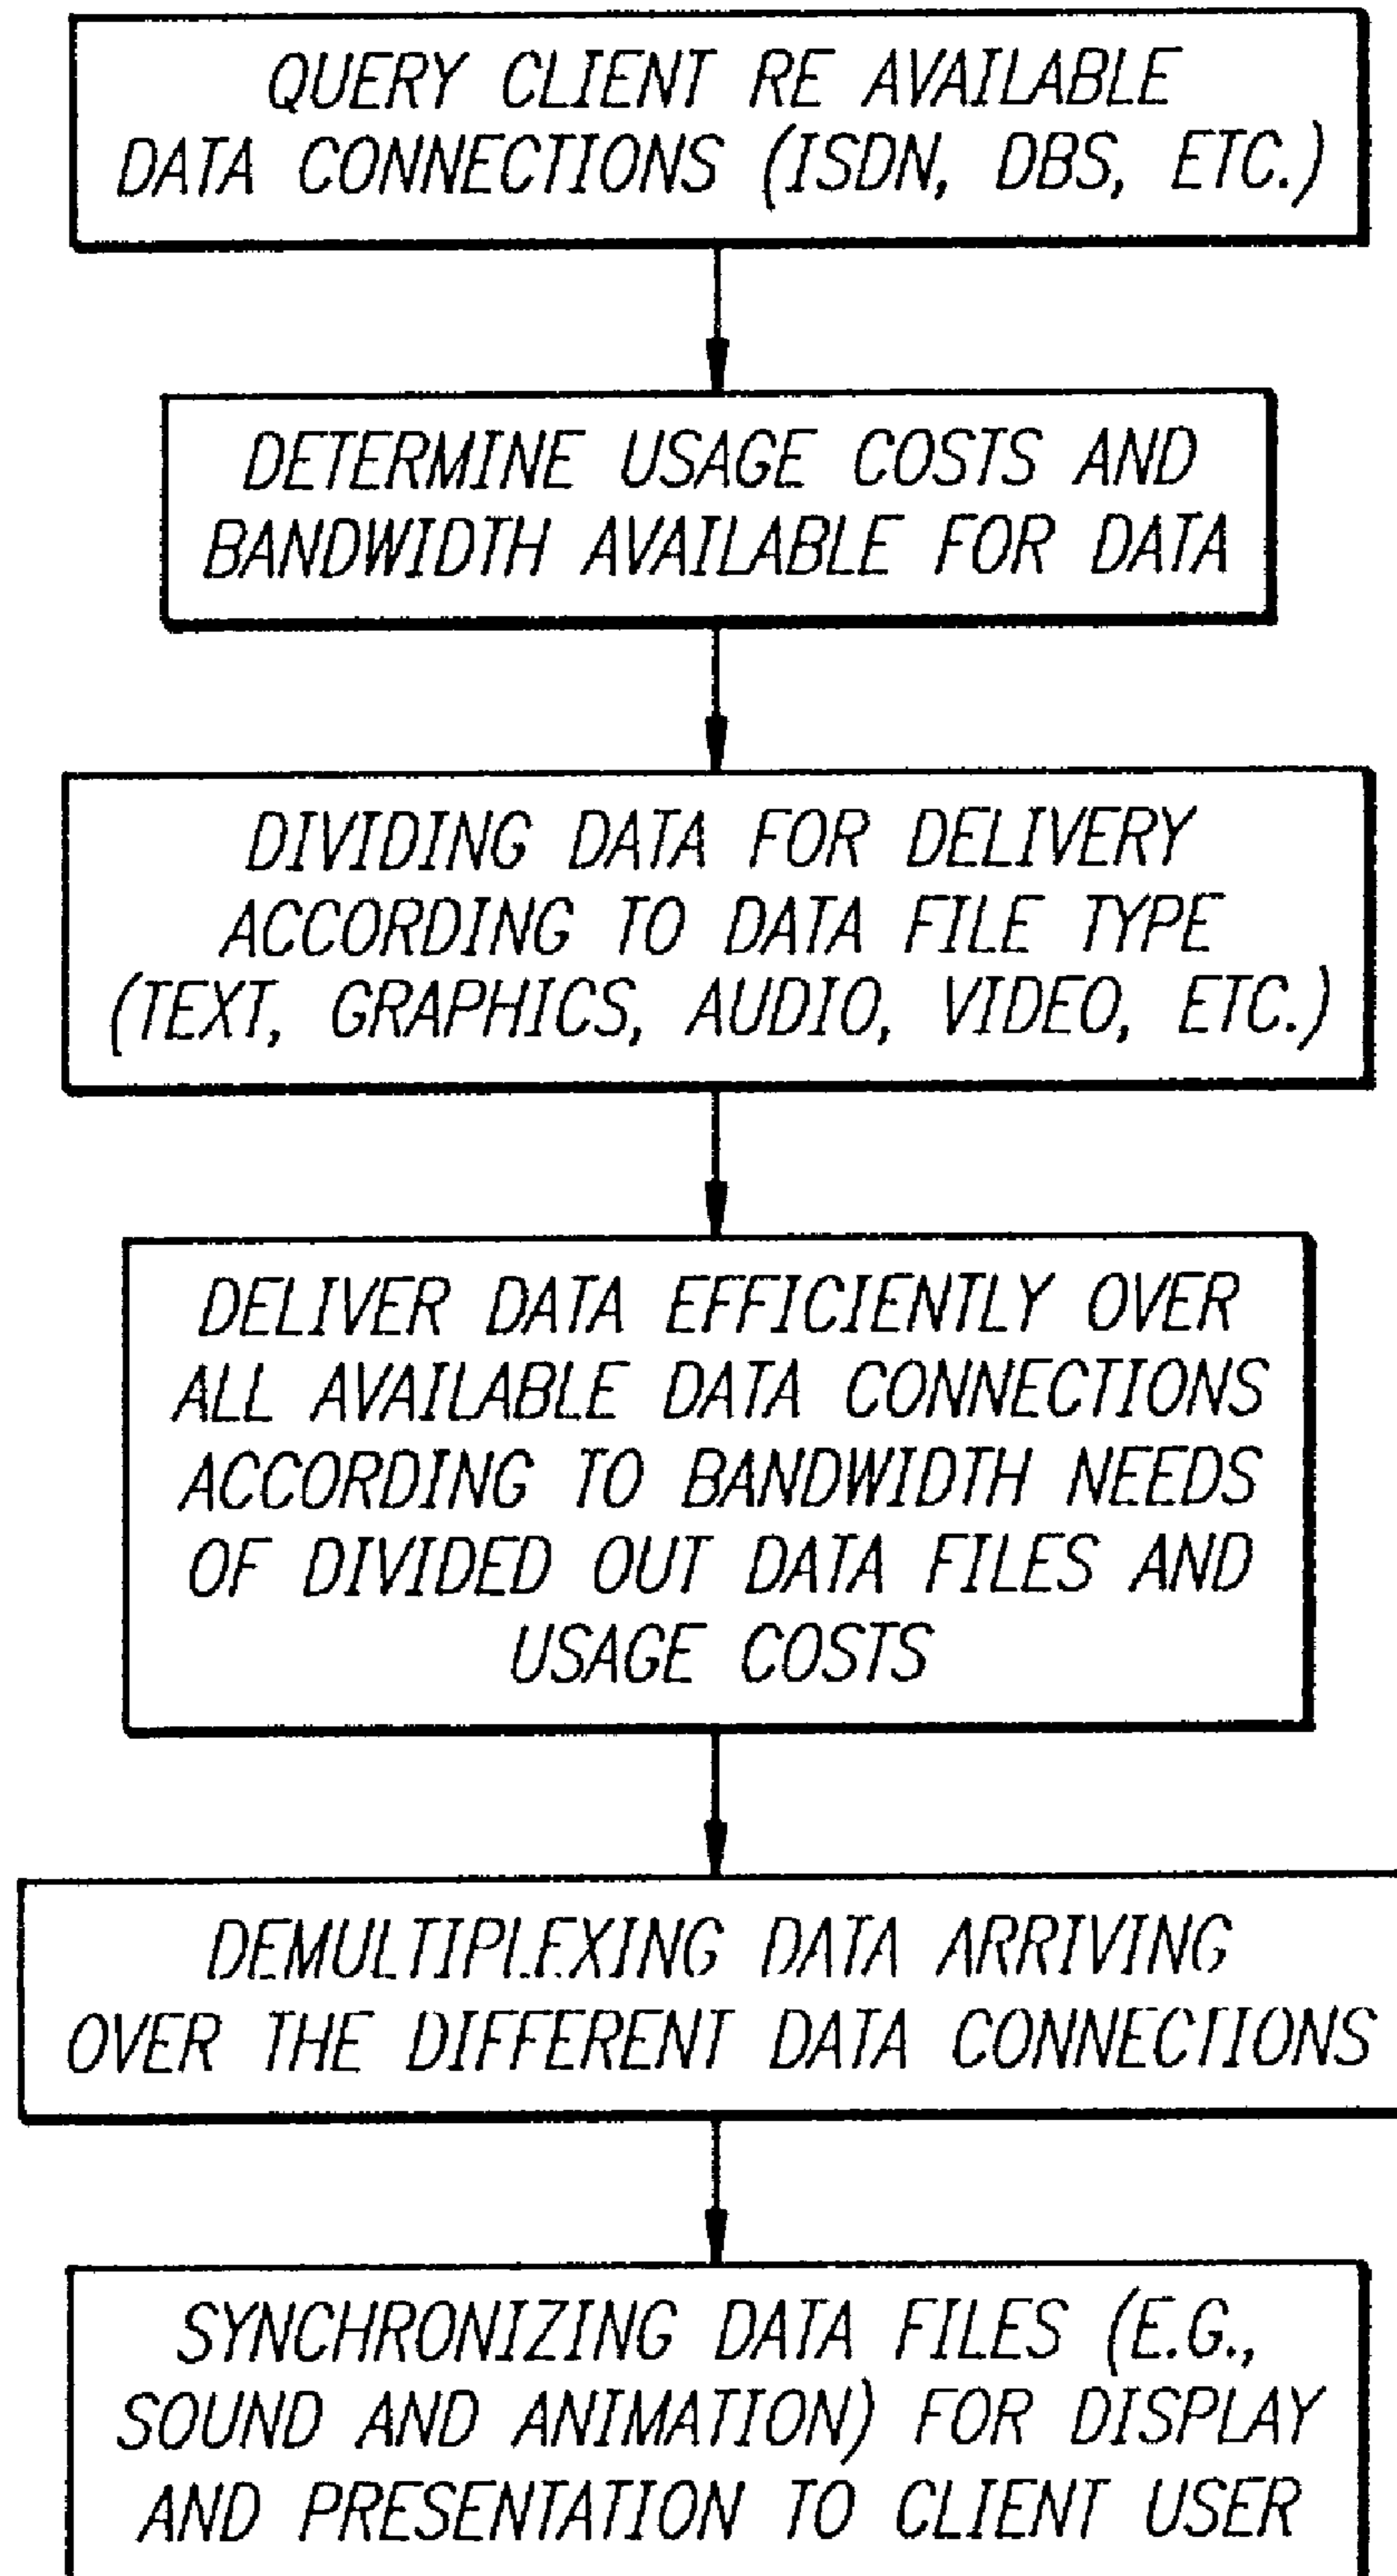 QUERY CLIENT RE AVAILABLE
DATA CONNECTIONS (ISDN, DBS, ETC.)
DETERMINE USAGE COSTS AND
BANDWIDTH AVAILABLE FOR DATA
DIVIDING DATA FOR DELIVERY
ACCORDING TO DATA FILE TYPE
(TEXT, GRAPHICS, AUDIO, VIDEO, ETC.)
DELIVER DATA EFFICIENTLY OVER
ALL AVAILABLE DATA CONNECTIONS
ACCORDING TO BANDWIDTH NEEDS
OF DIVIDED OUT DATA FILES AND
USAGE COSTS
DEMULTIPLEXING DATA ARRIVING
OVER THE DIFFERENT DATA CONNECTIONS
SYNCHRONIZING DATA FILES (E.G.,
SOUND AND ANIMATION) FOR DISPLAY
AND PRESENTATION TO CLIENT USER